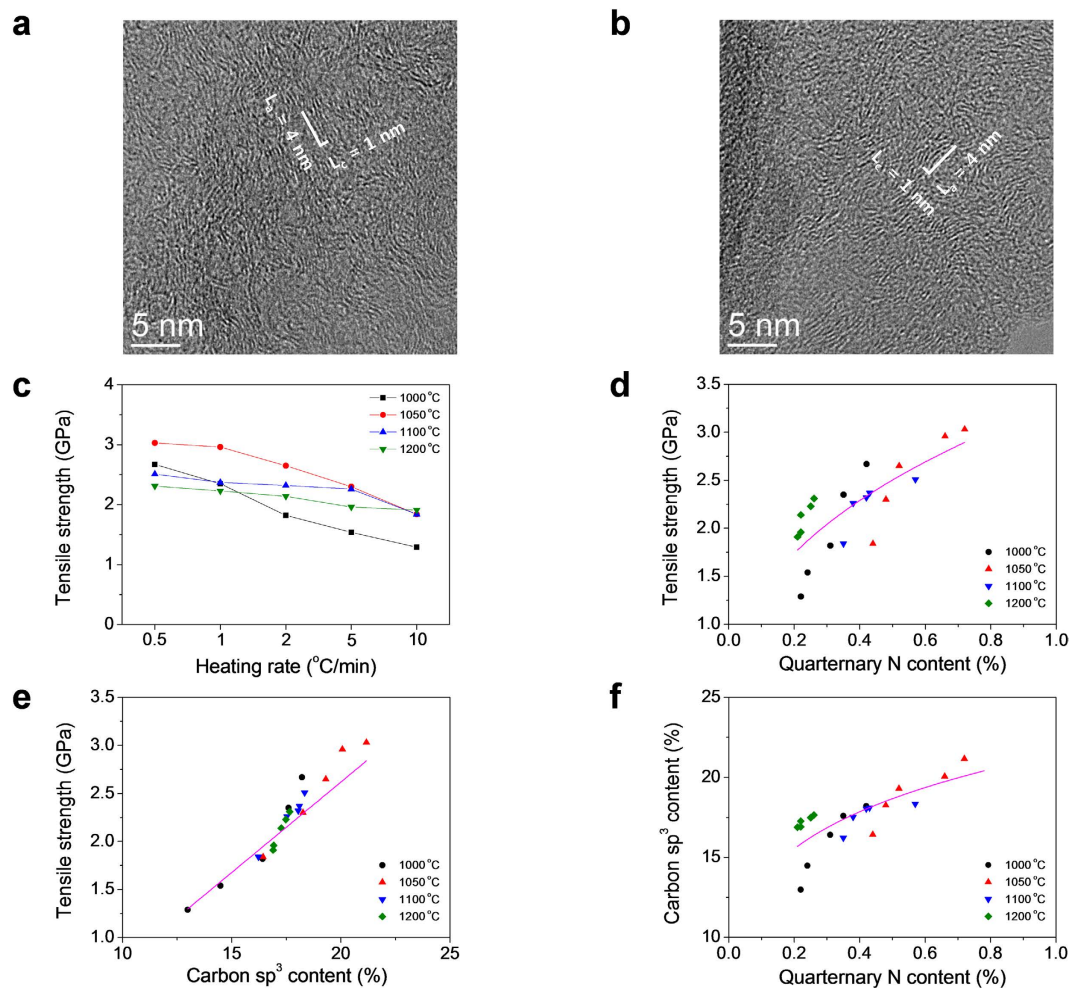 a
b
La = 4 nm
Lc = 1 nm
5 nm
Lc = 1 nm
La = 4 nm
5 nm
c
Tensile strength (GPa)
4
3
2
1
0
0.5 1 2 5 10
Heating rate (°C/min)
1000 °C
1050 °C
1100 °C
1200 °C
d
Tensile strength (GPa)
3.5
3.0
2.5
2.0
1.5
1.0
0.0 0.2 0.4 0.6 0.8 1.0
Quarternary N content (%)
1000 °C
1050 °C
1100 °C
1200 °C
e
Tensile strength (GPa)
3.5
3.0
2.5
2.0
1.5
1.0
10 15 20 25
Carbon sp³ content (%)
1000 °C
1050 °C
1100 °C
1200 °C
f
Carbon sp³ content (%)
25
20
15
10
0.0 0.2 0.4 0.6 0.8 1.0
Quarternary N content (%)
1000 °C
1050 °C
1100 °C
1200 °C